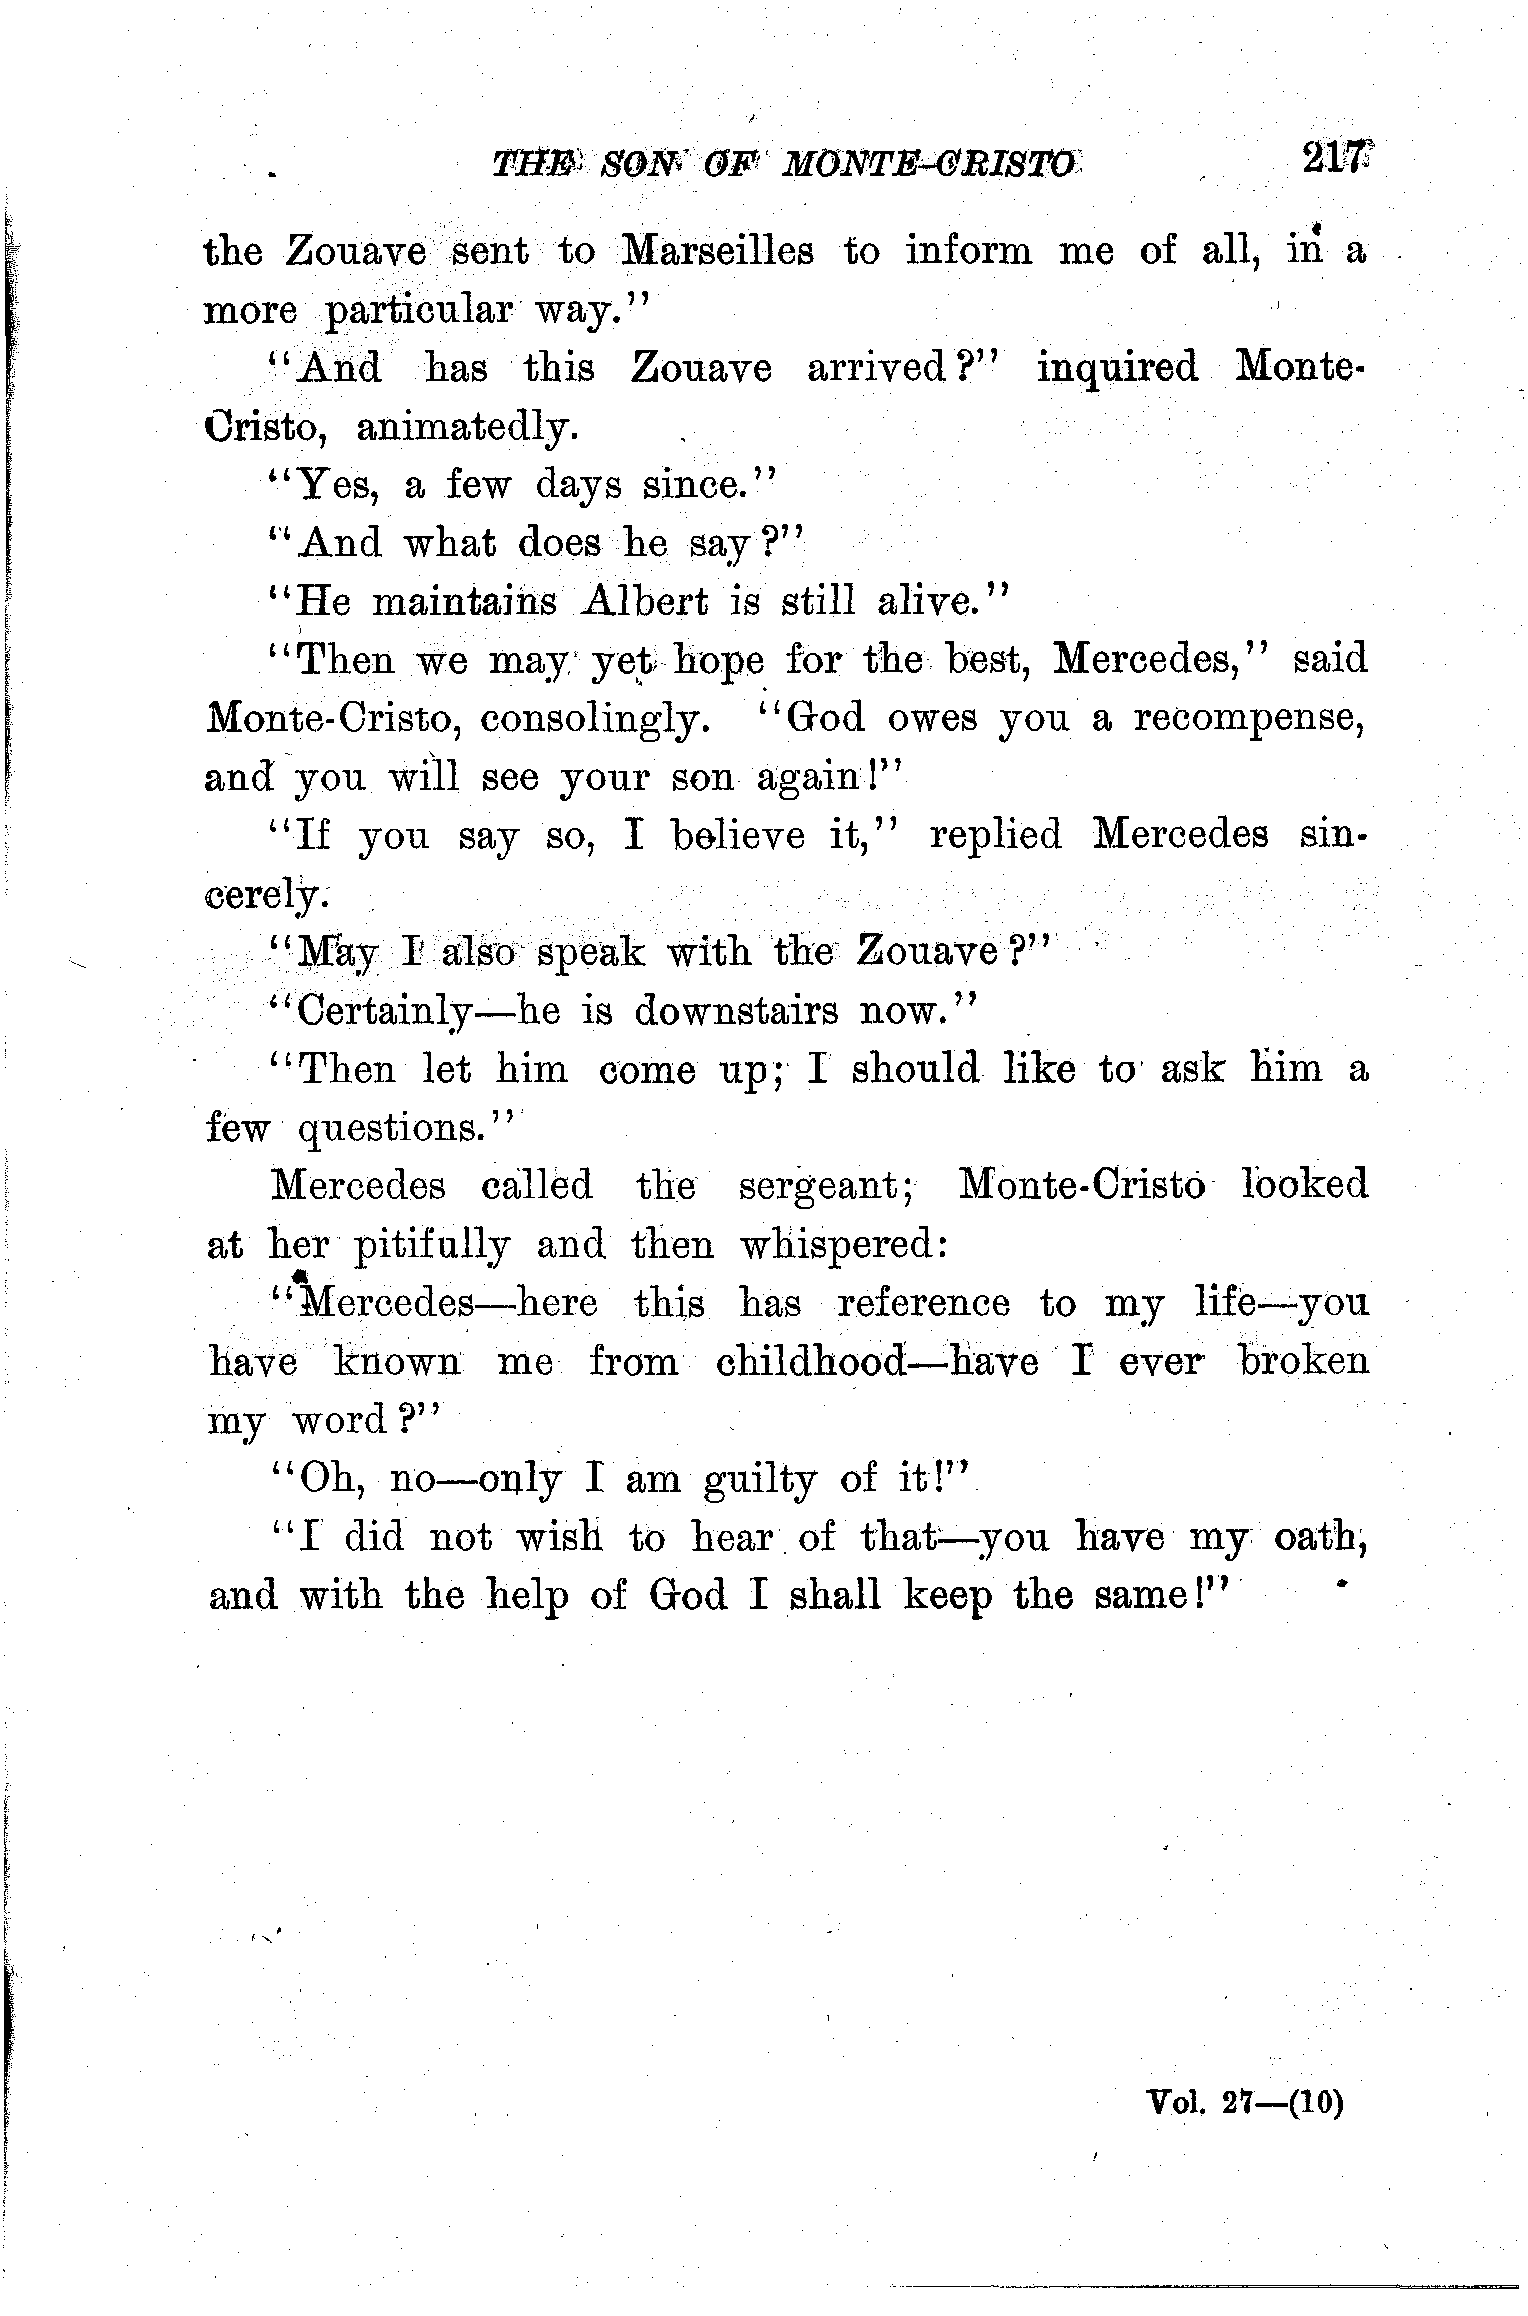 THE SON OF MONTE-CRISTO 217
the Zouave sent to Marseilles to inform me of all, in a
more particular way."
"And has this Zouave arrived?" inquired Monte-
Cristo, animatedly.
"Yes, a few days since."
"And what does he say?"
"He maintains Albert is still alive."
"Then we may yet hope for the best, Mercedes," said
Monte-Cristo, consolingly. "God owes you a recompense,
and you will see your son again!"
"If you say so, I believe it," replied Mercedes sin-
cerely.
"May I also speak with the Zouave?"
"Certainly—he is downstairs now."
"Then let him come up; I should like to ask him a
few questions."
Mercedes called the sergeant; Monte-Cristo looked
at her pitifully and then whispered:
"Mercedes—here this has reference to my life—you
have known me from childhood—have I ever broken
my word?"
"Oh, no—only I am guilty of it!"
"I did not wish to hear of that—you have my oath,
and with the help of God I shall keep the same!"
Vol. 27—(10)